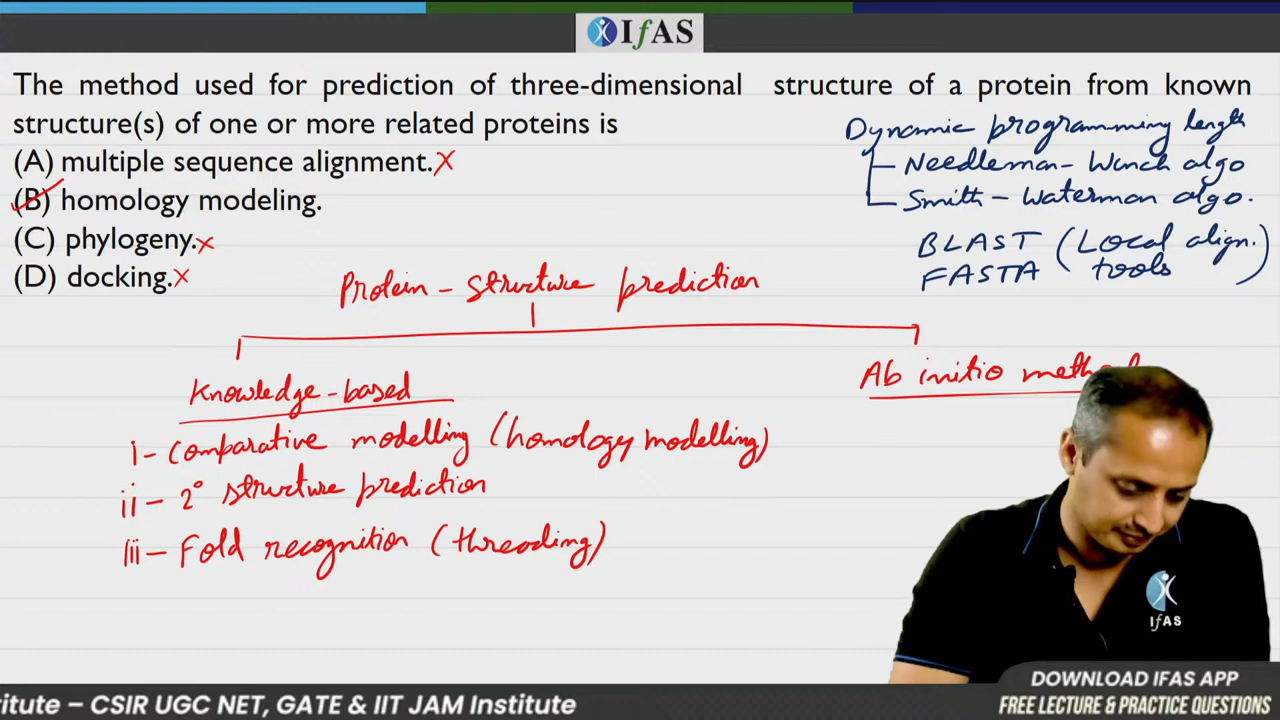 IfAS
The method used for prediction of three-dimensional structure of a protein from known
structure(s) of one or more related proteins is
(A) multiple sequence alignment. x
(B) homology modeling.
(C) phylogeny. x
(D) docking. x
Dynamic programming length
Needleman - Wunch algo
Smith - Waterman algo.
BLAST (Local align.
FASTA tools)
Protein - structure prediction
Knowledge - based
i - Comparative modelling (homology modelling)
ii - 2° structure prediction
iii - Fold recognition (threading)
Ab initio
IfAS
DOWNLOAD IFAS APP
FREE LECTURE & PRACTICE QUESTIONS
titute – CSIR UGC NET, GATE & IIT JAM Institute